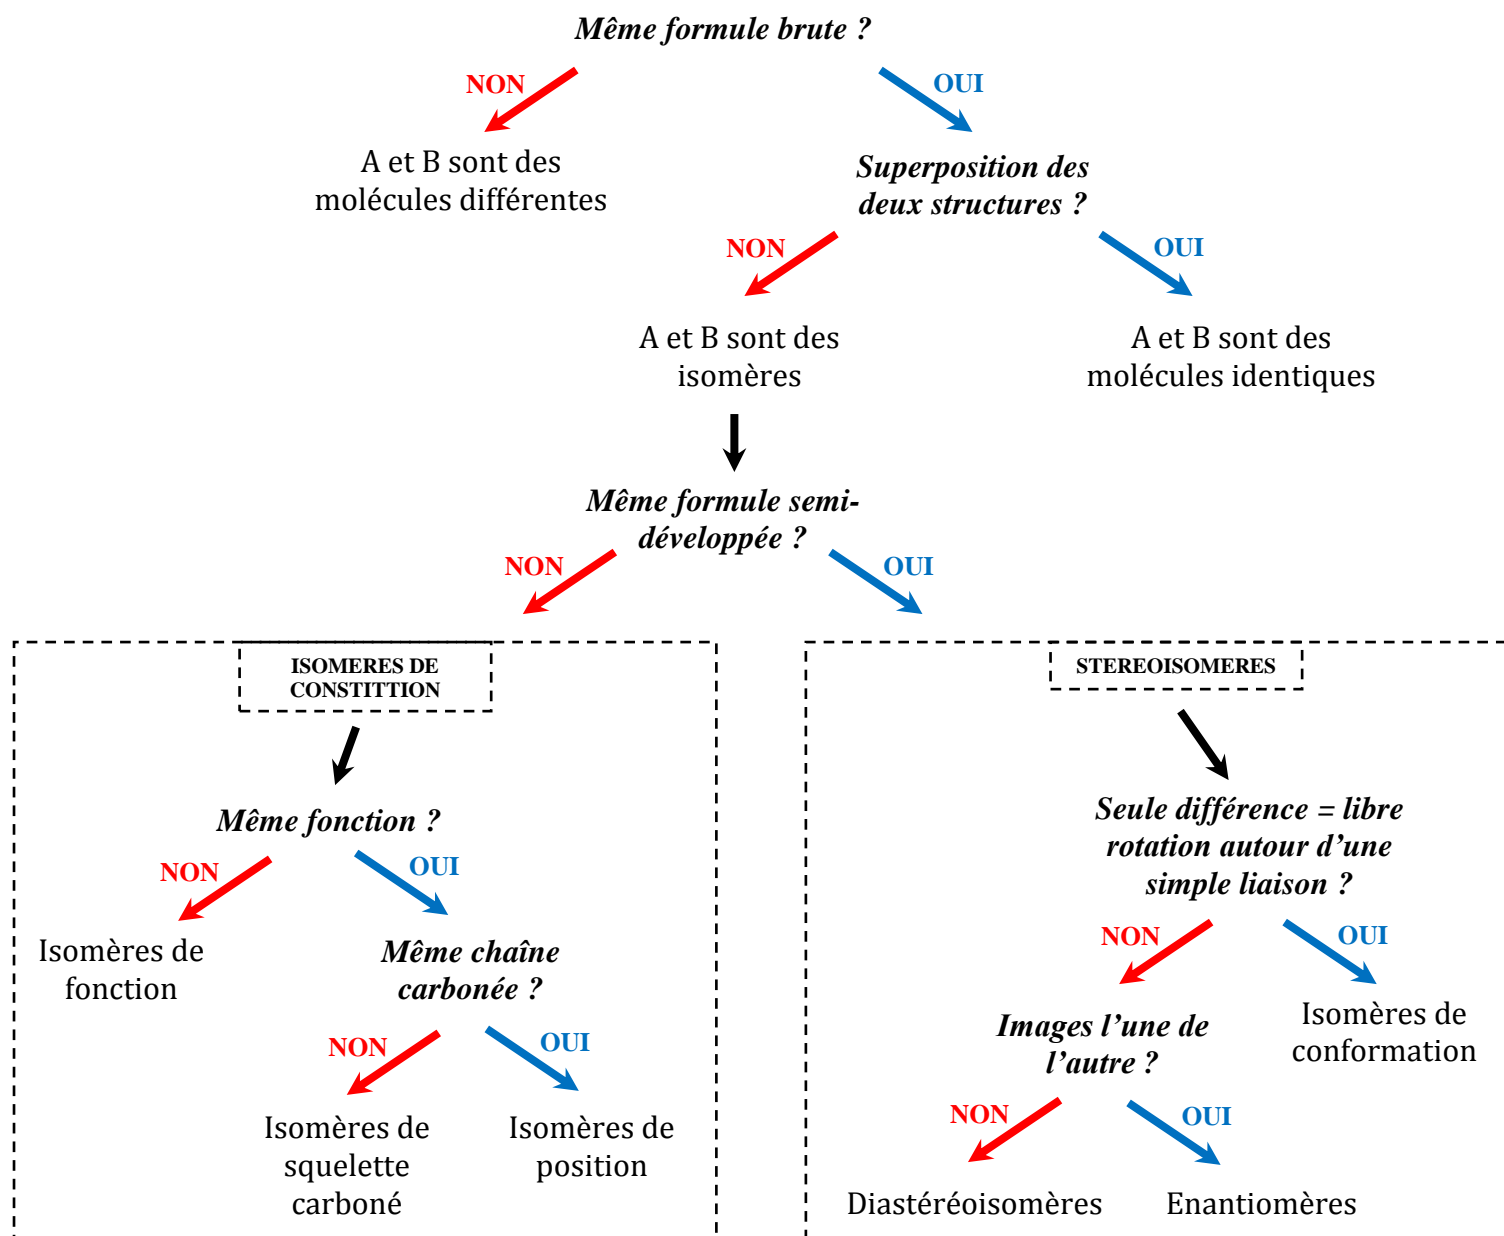 Même formule brute ?
NON
OUI
A et B sont des
molécules différentes
Superposition des
deux structures ?
NON
OUI
A et B sont des
isomères
A et B sont des
molécules identiques
Même formule semi-
développée ?
NON
OUI
ISOMERES DE
CONSTITTION
STEREOISOMERES
Même fonction ?
NON
OUI
Isomères de
fonction
Même chaîne
carbonée ?
NON
OUI
Isomères de
squelette
carboné
Isomères de
position
Seule différence = libre
rotation autour d’une
simple liaison ?
NON
OUI
Images l’une de
l’autre ?
Isomères de
conformation
NON
OUI
Diastéréoisomères
Enantiomères